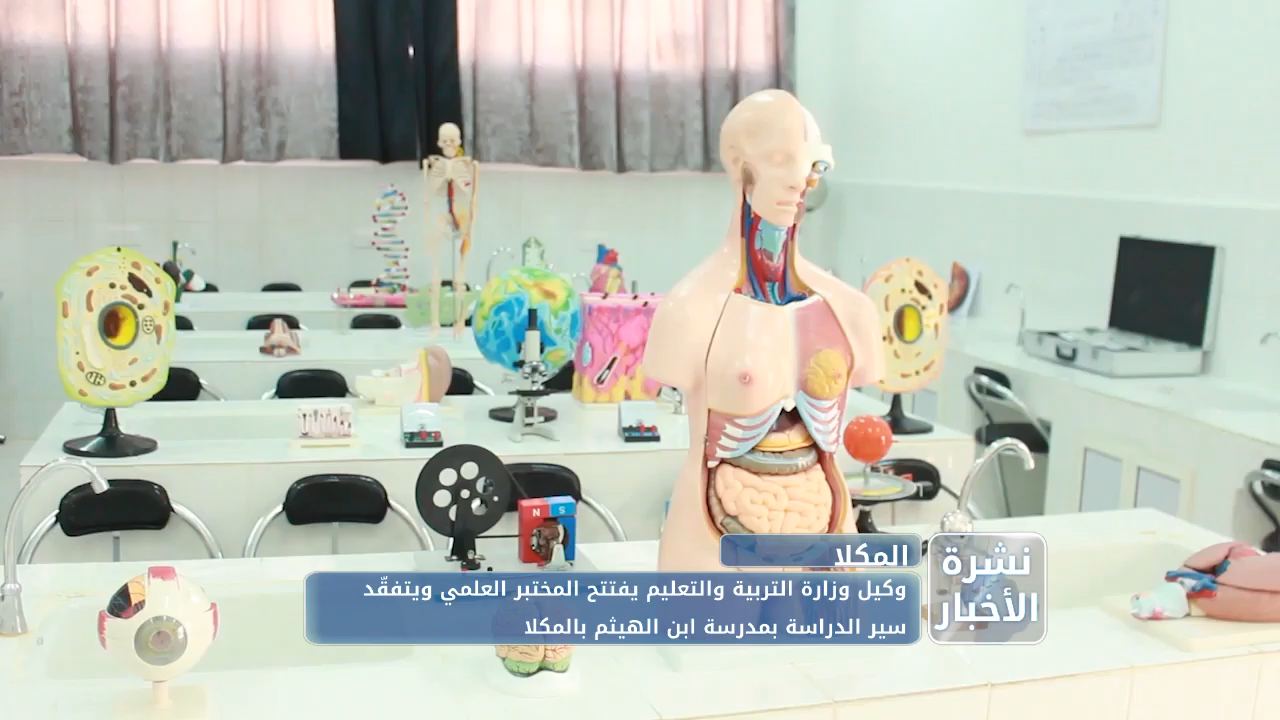 المكلا
وكيل وزارة التربية والتعليم يفتتح المختبر العلمي ويتفقّد
سير الدراسة بمدرسة ابن الهيثم بالمكلا
نشرة
الأخبار
N
S